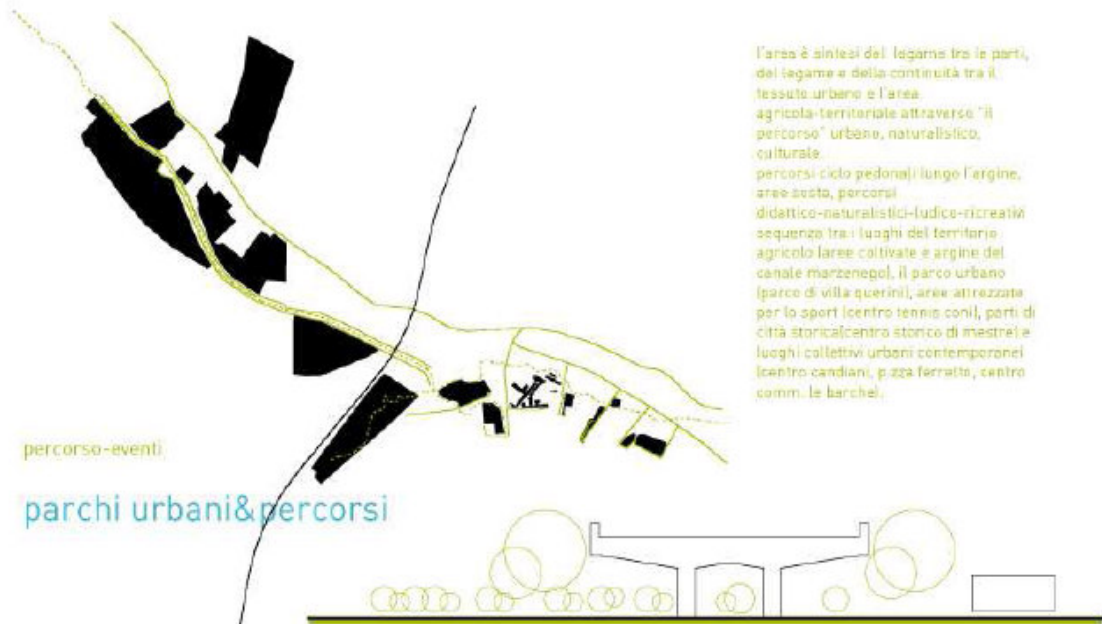 l'area è sintesi del legame tra le parti,
del legame e della continuità tra il
tessuto urbano e l'area
agricola-territoriale attraverso "il
percorso" urbano, naturalistico,
culturale.
percorsi ciclo pedonali lungo l'argine,
aree sosta, percorsi
didattico-naturalistici-ludico-ricreativi
sequenza tra i luoghi del territorio
agricolo (aree coltivate e argine del
canale marzenego), il parco urbano
(parco di villa querini), aree attrezzate
per lo sport (centro tennis coni), parti di
città storica(centro storico di mestre) e
luoghi collettivi urbani contemporanei
(centro candiani, p.zza ferretto, centro
comm. le barche).
percorso-eventi
parchi urbani&percorsi